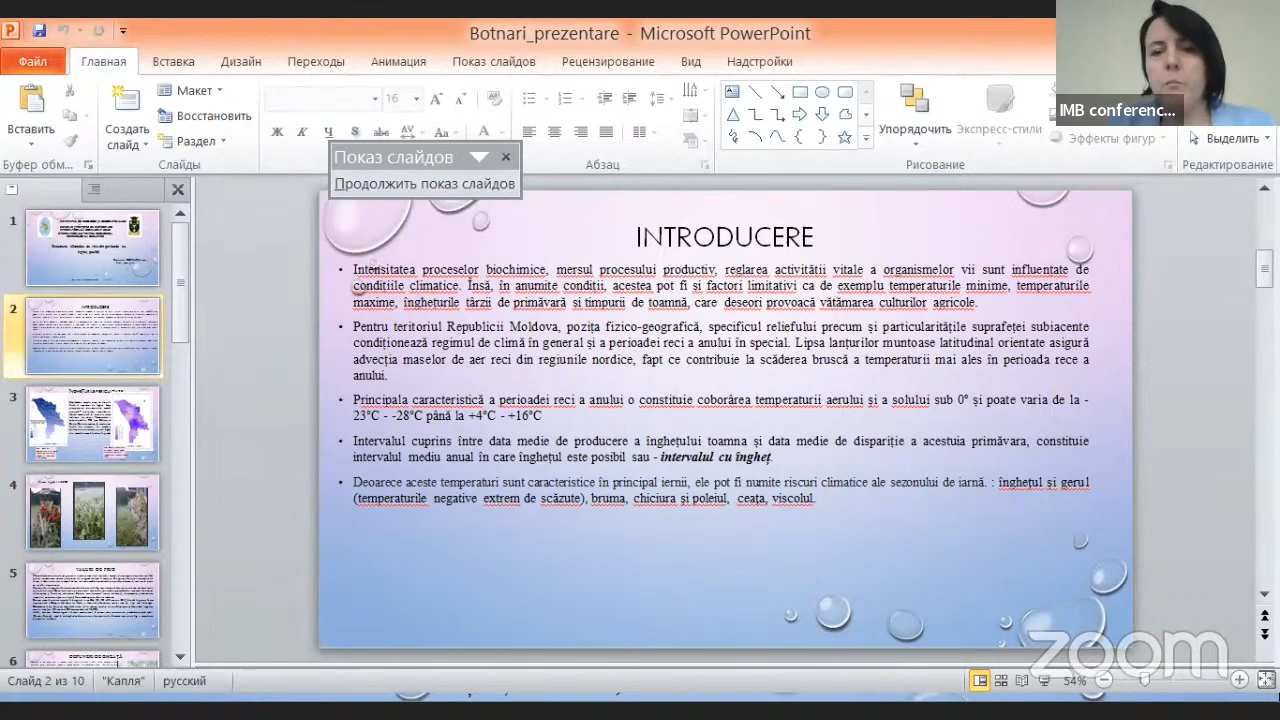 Botnari_prezentare - Microsoft PowerPoint
Файл Главная Вставка Дизайн Переходы Анимация Показ слайдов Рецензирование Вид Надстройки
IMB conferenc...
Вставить
Создать слайд
Макет
Восстановить
Раздел
16
Упорядочить
Экспресс-стили
Эффекты фигур
Выделить
Буфер обм...
Слайды
Абзац
Рисование
Редактирование
Показ слайдов
Продолжить показ слайдов
1
2
3
4
5
6
INTRODUCERE
• Intensitatea proceselor biochimice, mersul procesului productiv, reglarea activității vitale a organismelor vii sunt influentate de
condițiile climatice. Însă, în anumite condiții, acestea pot fi și factori limitativi ca de exemplu temperaturile minime, temperaturile
maxime, înghețurile târzii de primăvară si timpurii de toamnă, care deseori provoacă vătămarea culturilor agricole.
• Pentru teritoriul Republicii Moldova, pozița fizico-geografică, specificul reliefului precum și particularitățile suprafeței subiacente
condiționează regimul de climă în general și a perioadei reci a anului în special. Lipsa lanțurilor muntoase latitudinal orientate asigură
advecția maselor de aer reci din regiunile nordice, fapt ce contribuie la scăderea bruscă a temperaturii mai ales în perioada rece a
anului.
• Principala caracteristică a perioadei reci a anului o constituie coborârea temperaturii aerului și a solului sub 0° și poate varia de la -
23°C - -28°C până la +4°C -+16°C
• Intervalul cuprins între data medie de producere a înghețului toamna și data medie de dispariție a acestuia primăvara, constituie
intervalul mediu anual în care înghețul este posibil sau - intervalul cu îngheț.
• Deoarece aceste temperaturi sunt caracteristice în principal iernii, ele pot fi numite riscuri climatice ale sezonului de iarnă. : înghețul și gerul
(temperaturile negative extrem de scăzute), bruma, chiciura și poleiul, ceața, viscolul.
zoom
Слайд 2 из 10 "Капля" русский 54%